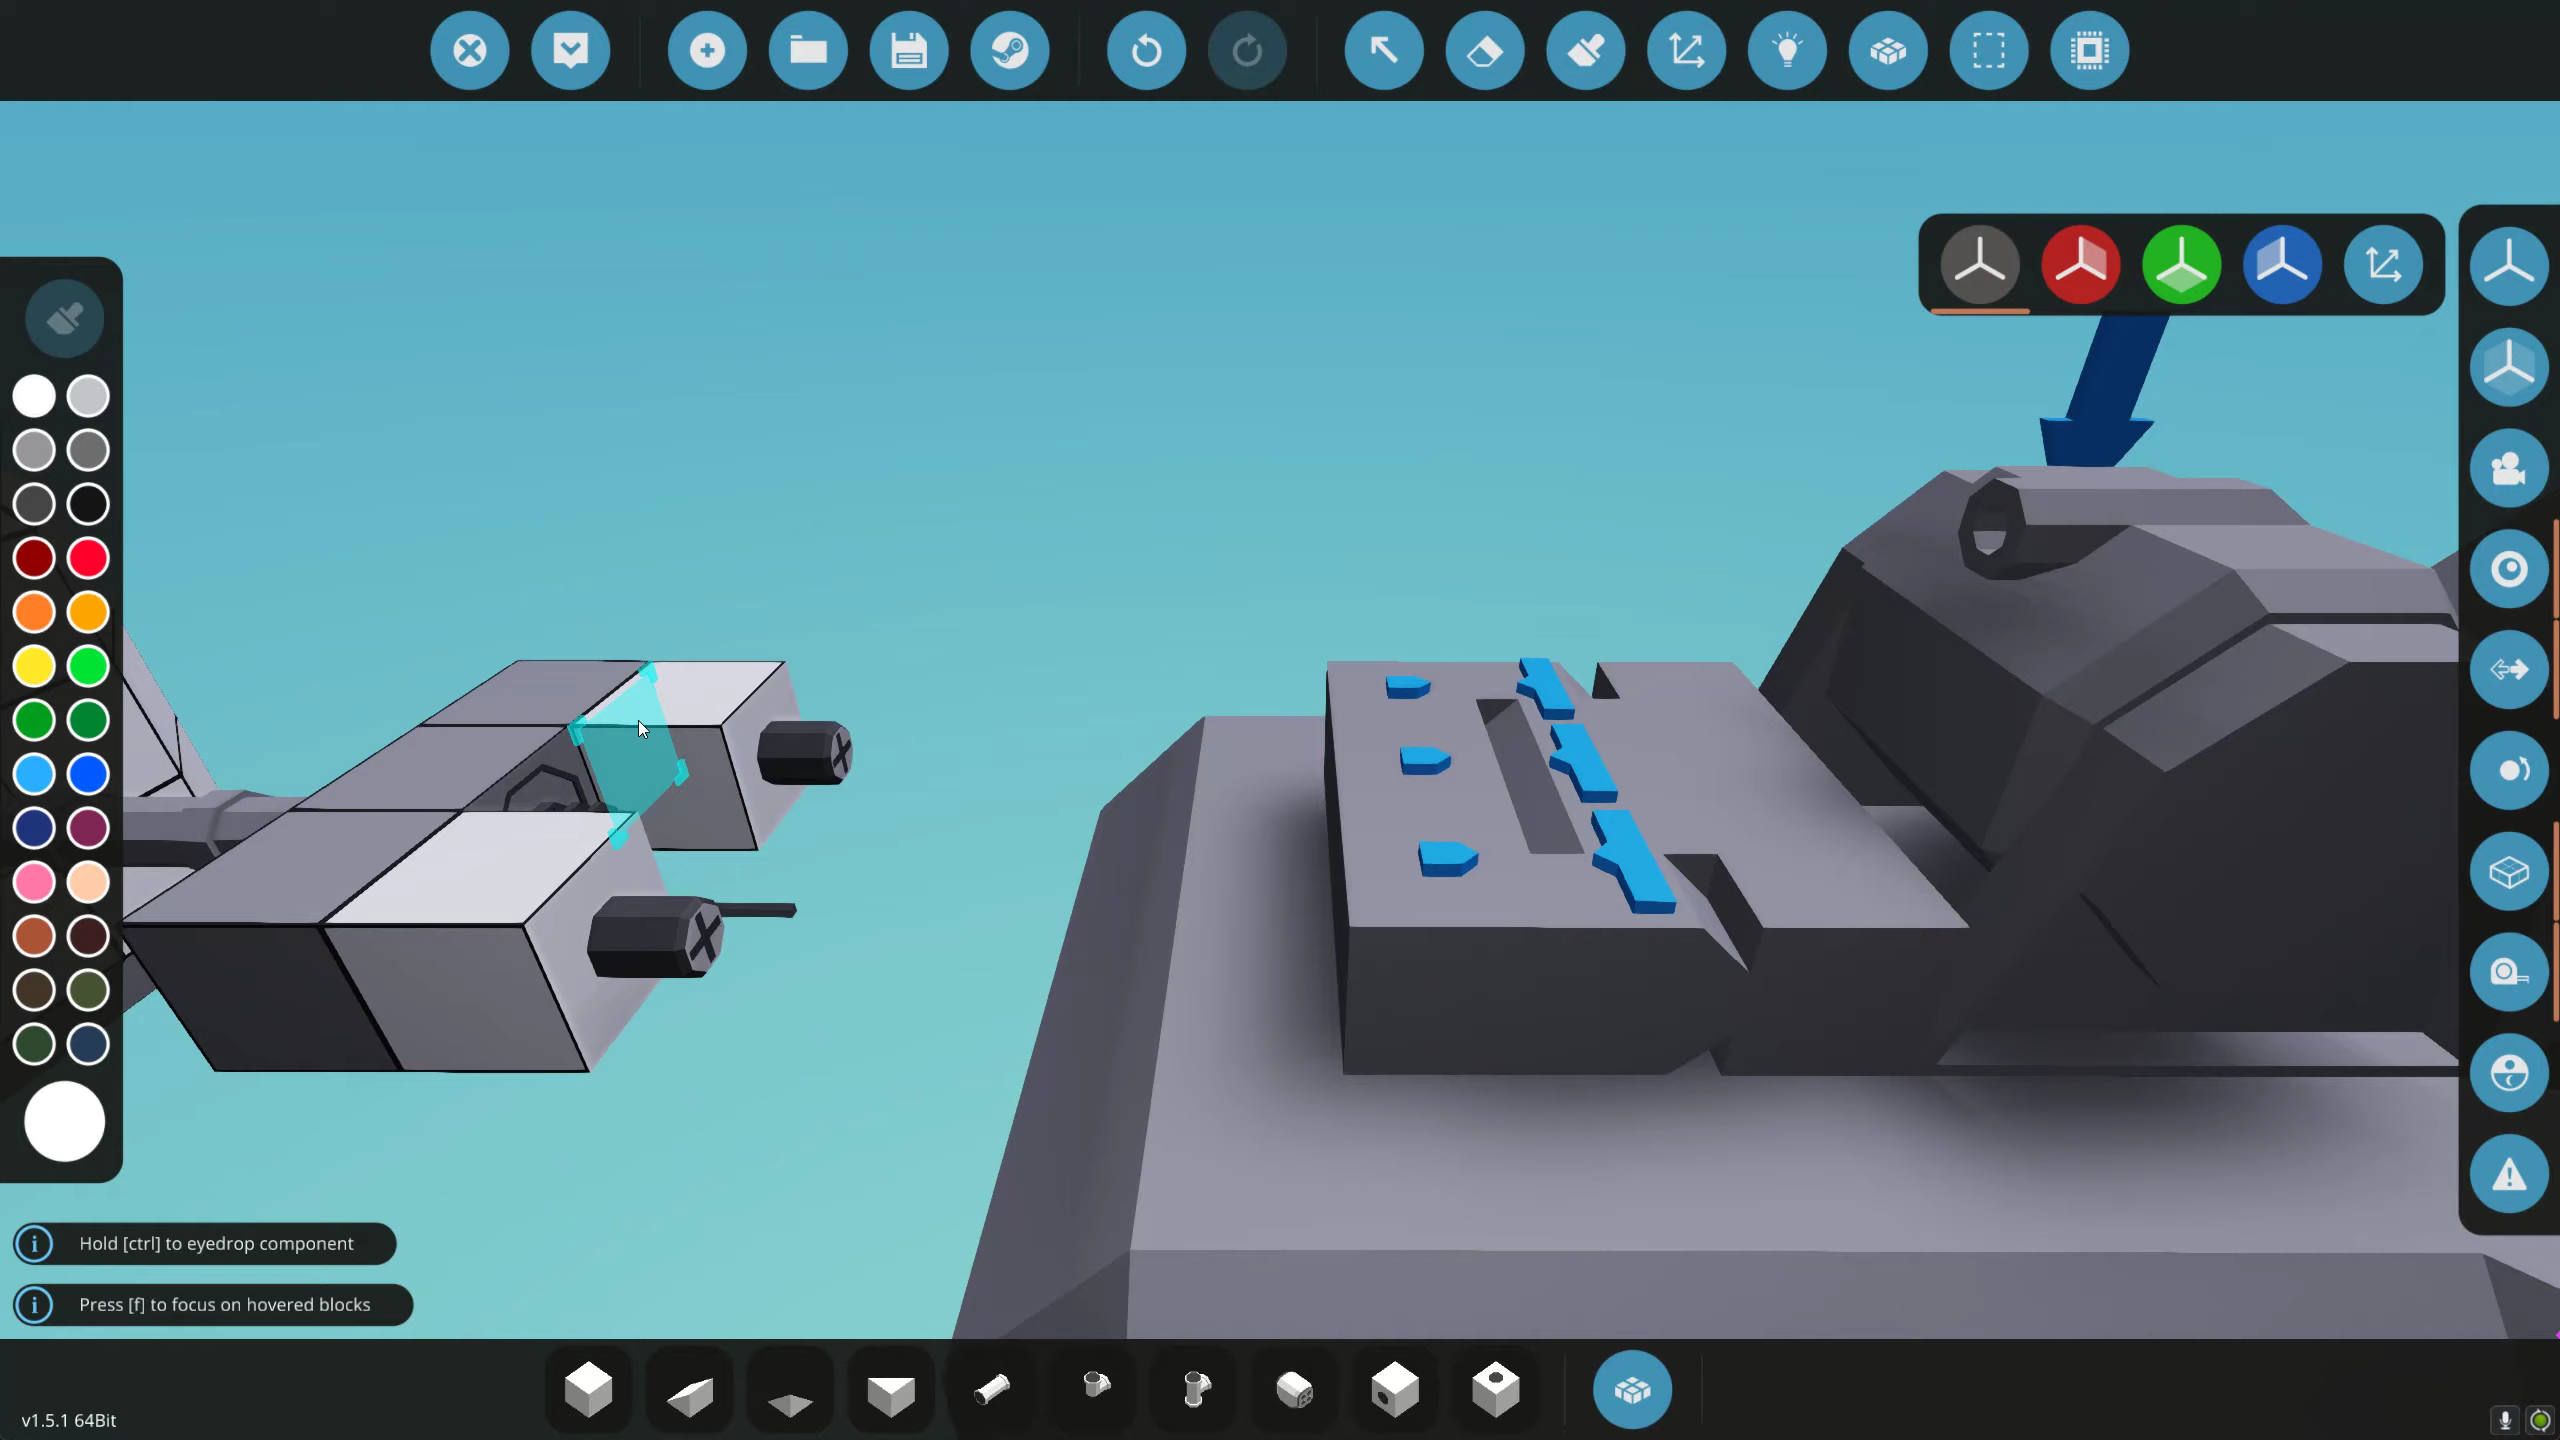 Hold [ctrl] to eyedrop component
Press [f] to focus on hovered blocks
v1.5.1 64Bit